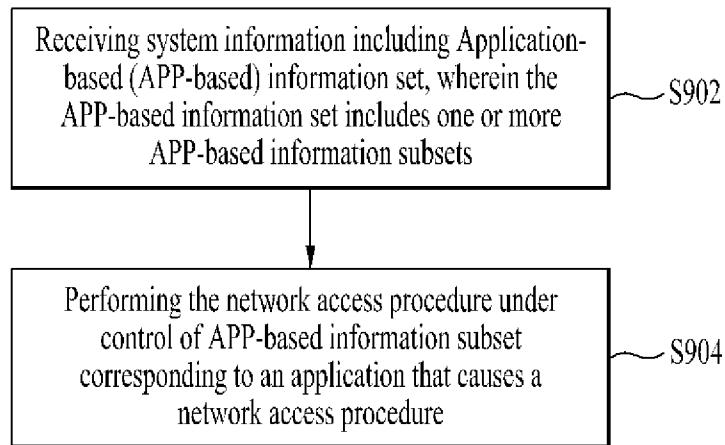 Receiving system information including Application-
based (APP-based) information set, wherein the
APP-based information set includes one or more
APP-based information subsets
S902
Performing the network access procedure under
control of APP-based information subset
corresponding to an application that causes a
network access procedure
S904